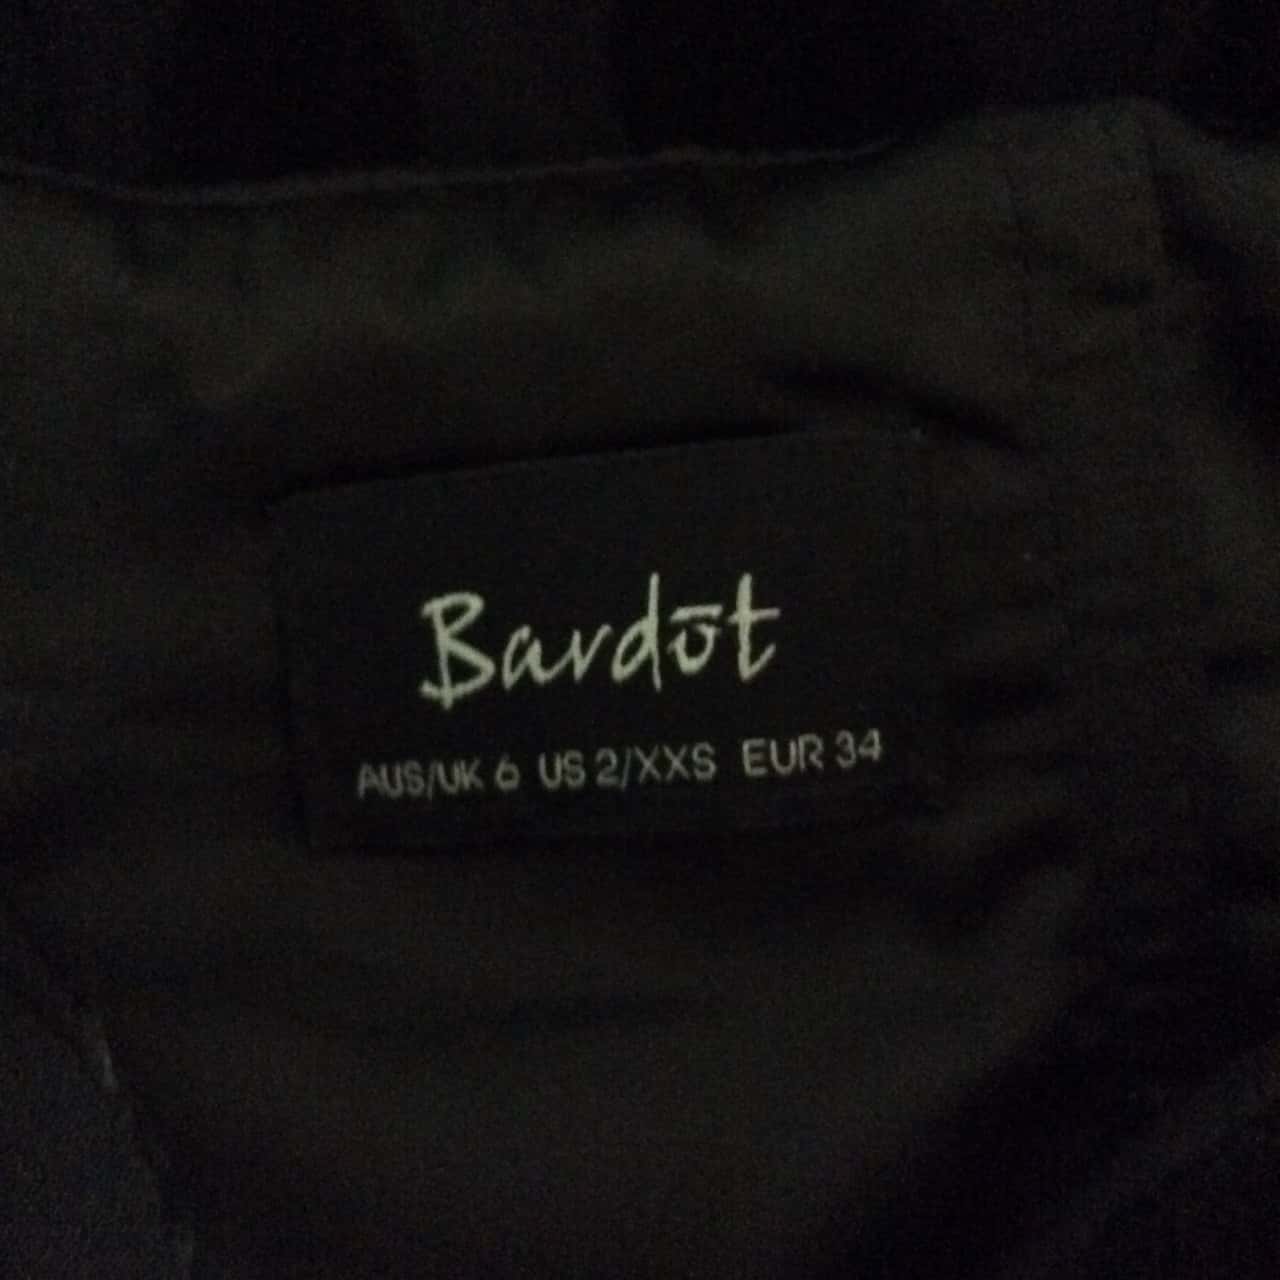 Bardōt
AUS/UK 6 US 2/XXS EUR 34